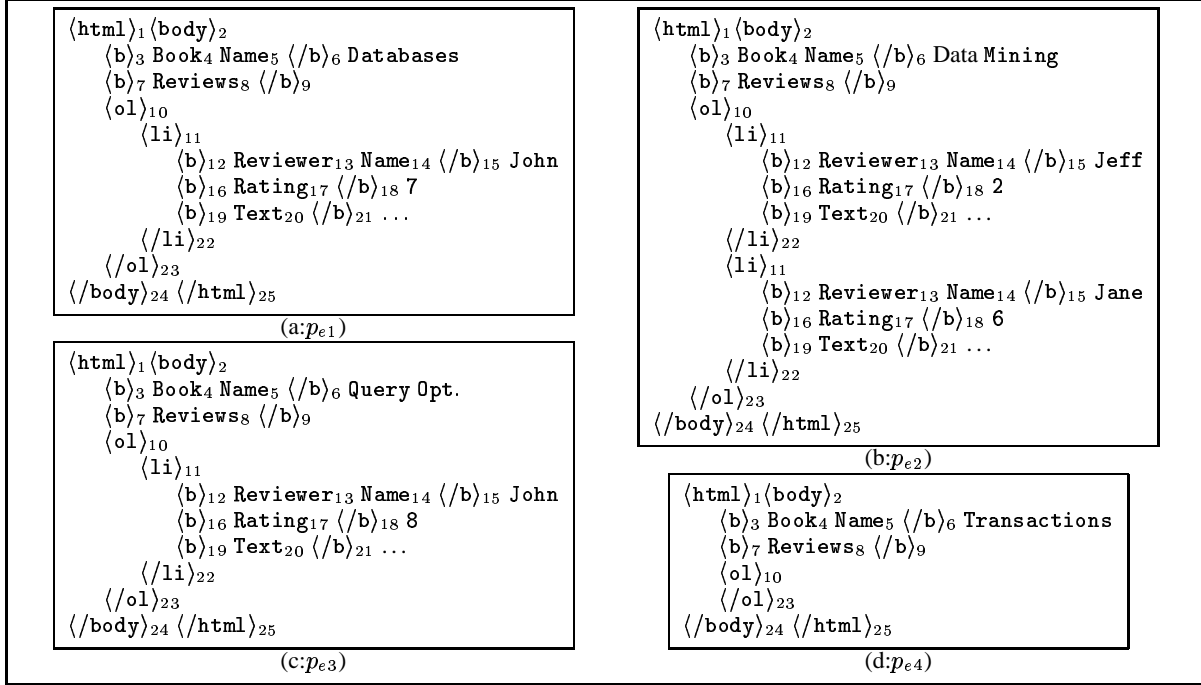 ⟨html⟩₁⟨body⟩₂
⟨b⟩₃ Book₄ Name₅ ⟨/b⟩₆ Databases
⟨b⟩₇ Reviews₈ ⟨/b⟩₉
⟨ol⟩₁₀
⟨li⟩₁₁
⟨b⟩₁₂ Reviewer₁₃ Name₁₄ ⟨/b⟩₁₅ John
⟨b⟩₁₆ Rating₁₇ ⟨/b⟩₁₈ 7
⟨b⟩₁₉ Text₂₀ ⟨/b⟩₂₁ ...
⟨/li⟩₂₂
⟨/ol⟩₂₃
⟨/body⟩₂₄ ⟨/html⟩₂₅
(a:pₑ₁)
⟨html⟩₁⟨body⟩₂
⟨b⟩₃ Book₄ Name₅ ⟨/b⟩₆ Data Mining
⟨b⟩₇ Reviews₈ ⟨/b⟩₉
⟨ol⟩₁₀
⟨li⟩₁₁
⟨b⟩₁₂ Reviewer₁₃ Name₁₄ ⟨/b⟩₁₅ Jeff
⟨b⟩₁₆ Rating₁₇ ⟨/b⟩₁₈ 2
⟨b⟩₁₉ Text₂₀ ⟨/b⟩₂₁ ...
⟨/li⟩₂₂
⟨li⟩₁₁
⟨b⟩₁₂ Reviewer₁₃ Name₁₄ ⟨/b⟩₁₅ Jane
⟨b⟩₁₆ Rating₁₇ ⟨/b⟩₁₈ 6
⟨b⟩₁₉ Text₂₀ ⟨/b⟩₂₁ ...
⟨/li⟩₂₂
⟨/ol⟩₂₃
⟨/body⟩₂₄ ⟨/html⟩₂₅
(b:pₑ₂)
⟨html⟩₁⟨body⟩₂
⟨b⟩₃ Book₄ Name₅ ⟨/b⟩₆ Query Opt.
⟨b⟩₇ Reviews₈ ⟨/b⟩₉
⟨ol⟩₁₀
⟨li⟩₁₁
⟨b⟩₁₂ Reviewer₁₃ Name₁₄ ⟨/b⟩₁₅ John
⟨b⟩₁₆ Rating₁₇ ⟨/b⟩₁₈ 8
⟨b⟩₁₉ Text₂₀ ⟨/b⟩₂₁ ...
⟨/li⟩₂₂
⟨/ol⟩₂₃
⟨/body⟩₂₄ ⟨/html⟩₂₅
(c:pₑ₃)
⟨html⟩₁⟨body⟩₂
⟨b⟩₃ Book₄ Name₅ ⟨/b⟩₆ Transactions
⟨b⟩₇ Reviews₈ ⟨/b⟩₉
⟨ol⟩₁₀
⟨/ol⟩₂₃
⟨/body⟩₂₄ ⟨/html⟩₂₅
(d:pₑ₄)